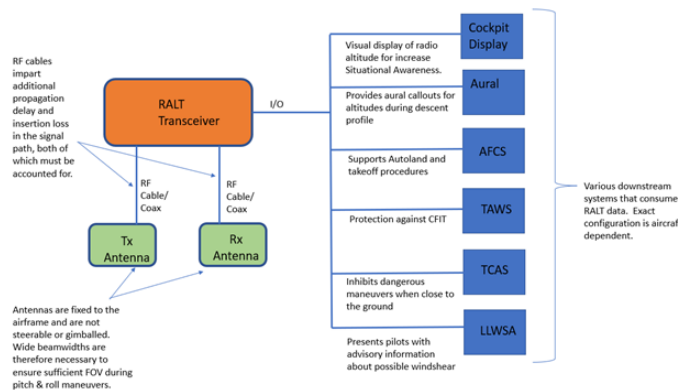 RF cables
impart
additional
propagation
delay and
insertion loss
in the signal
path, both of
which must be
accounted for.
RALT
Transceiver
I/O
RF
Cable/
Coax
RF
Cable/
Coax
Tx
Antenna
Rx
Antenna
Antennas are fixed to the
airframe and are not
steerable or gimballed.
Wide beamwidths are
therefore necessary to
ensure sufficient FOV during
pitch & roll maneuvers.
Visual display of radio
altitude for increase
Situational Awareness.
Cockpit
Display
Provides aural callouts for
altitudes during descent
profile
Aural
Supports Autoland and
takeoff procedures
AFCS
Protection against CFIT
TAWS
Inhibits dangerous
maneuvers when close to
the ground
TCAS
Presents pilots with
advisory information
about possible windshear
LLWSA
Various downstream
systems that consume
RALT data. Exact
configuration is aircraf
dependent.